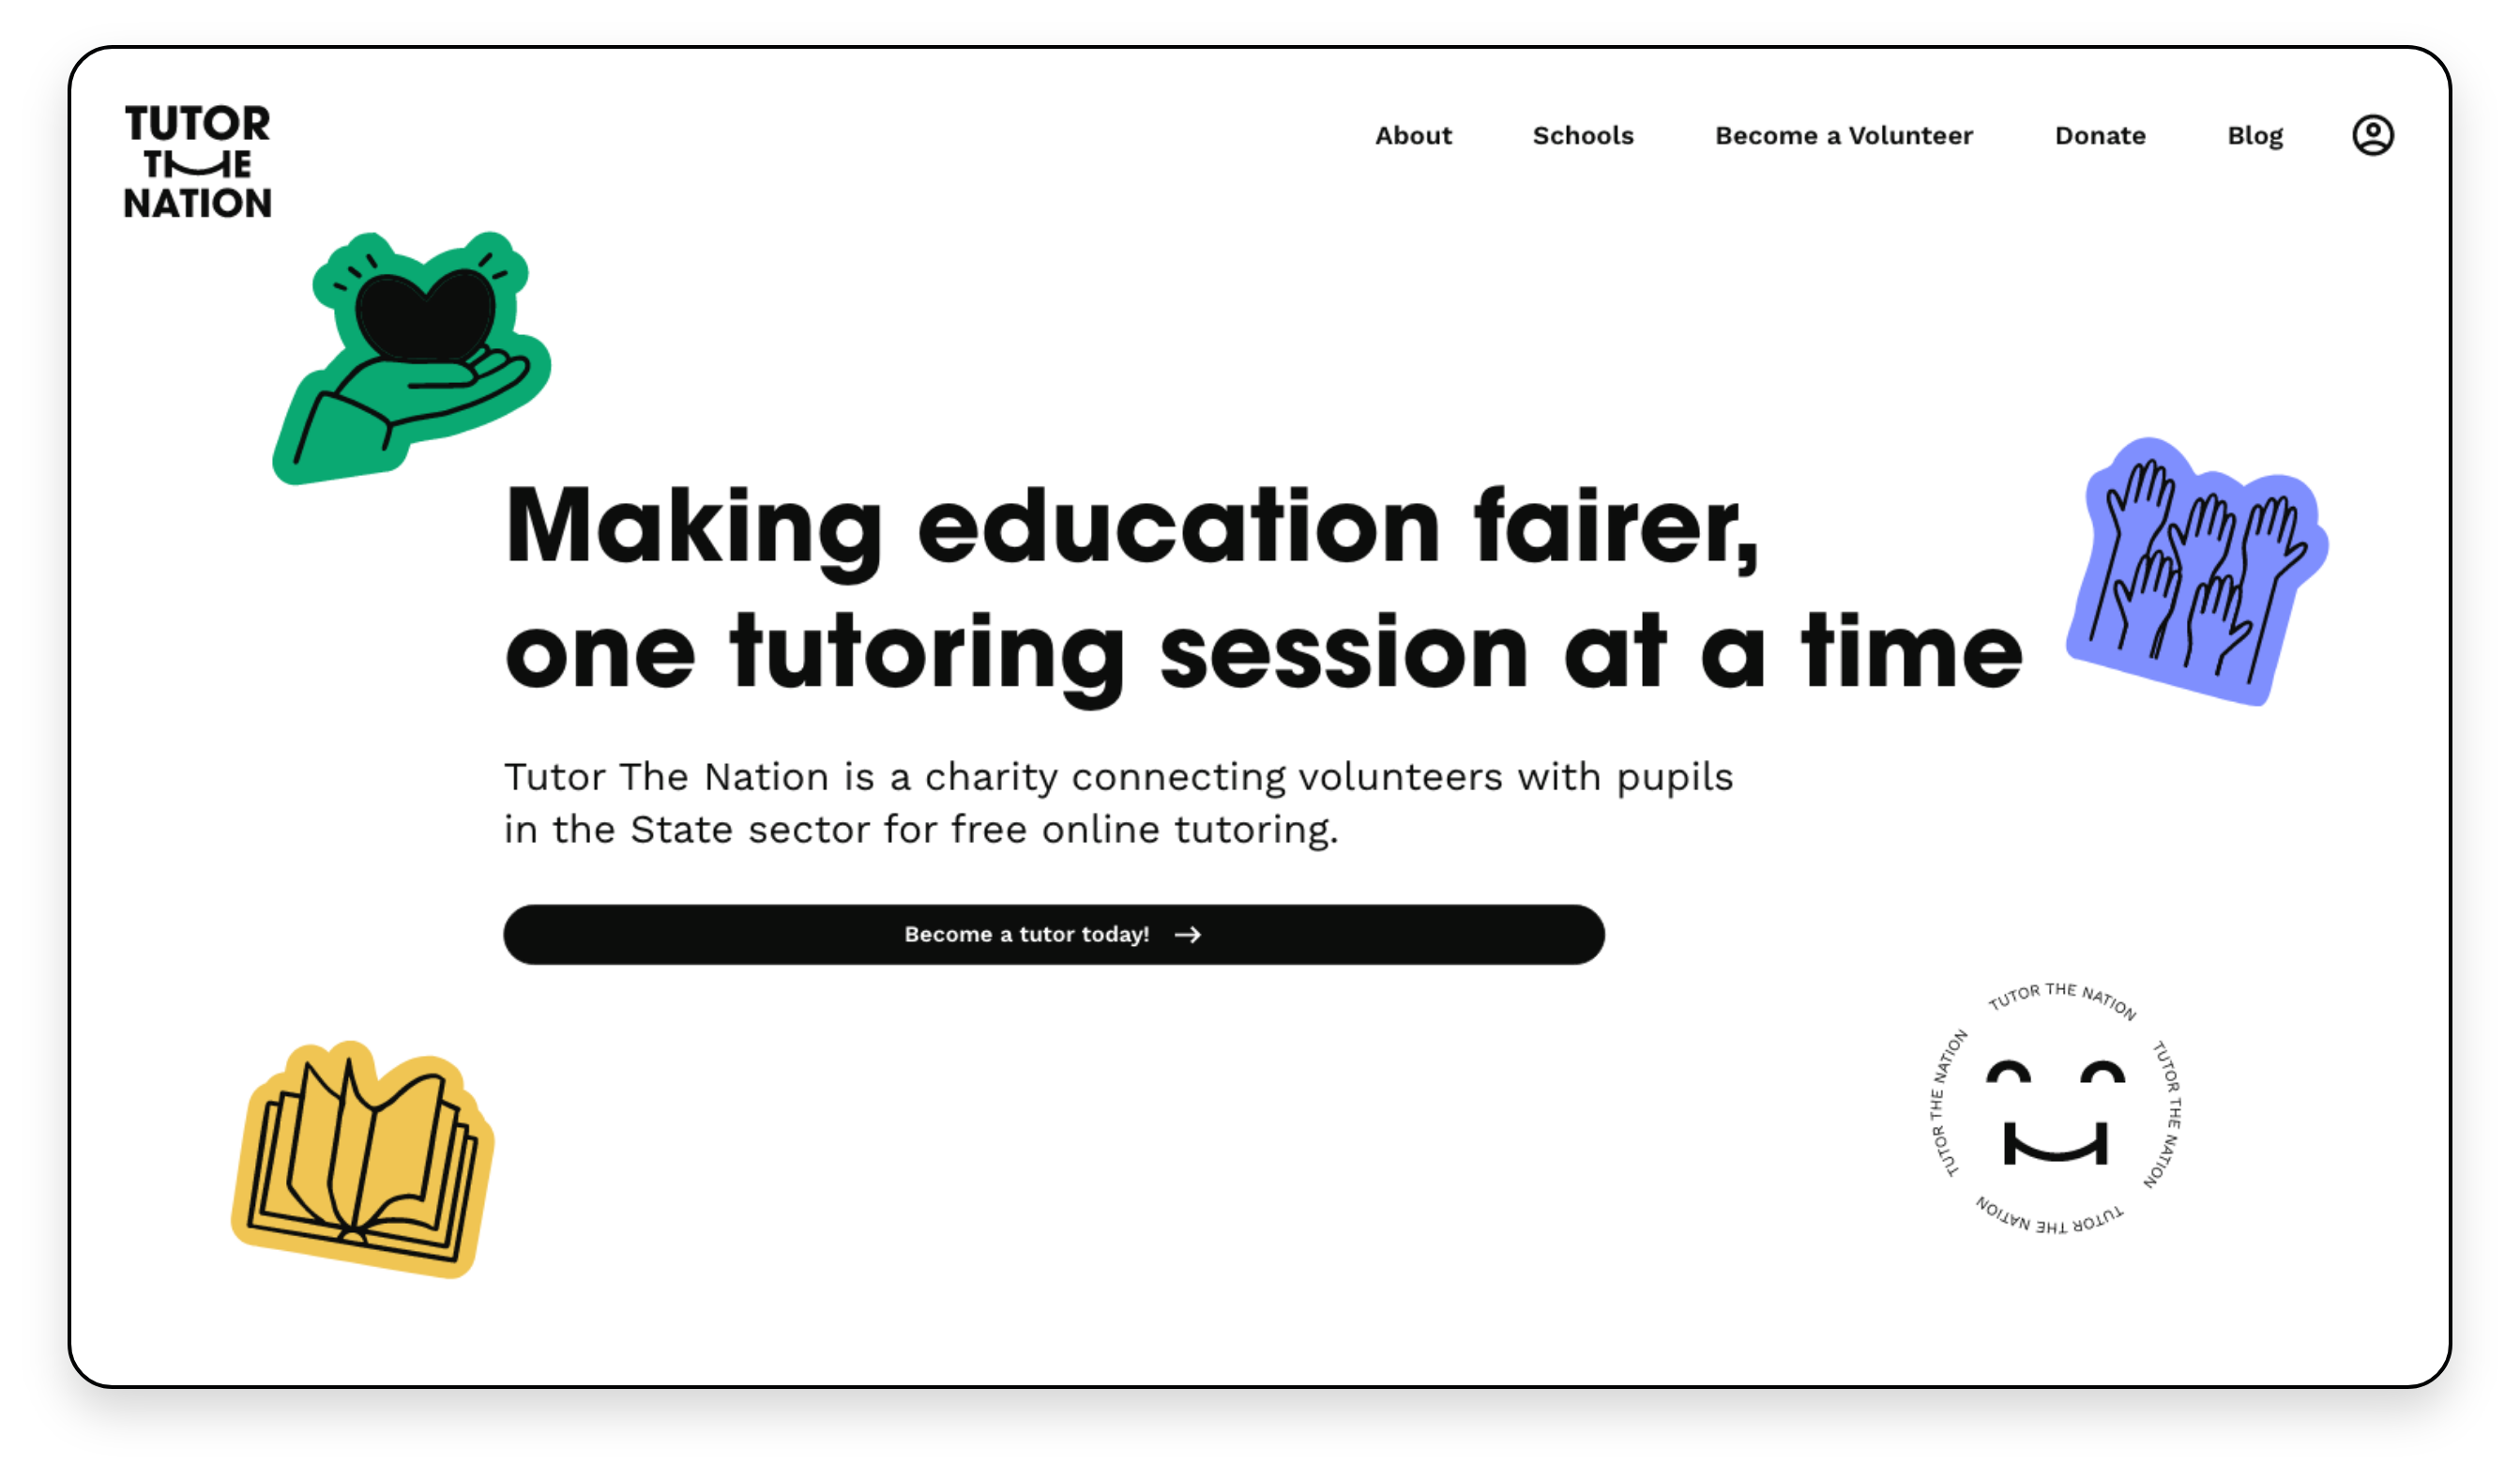 TUTOR
THE
NATION
About
Schools
Become a Volunteer
Donate
Blog
Making education fairer,
one tutoring session at a time
Tutor The Nation is a charity connecting volunteers with pupils
in the State sector for free online tutoring.
Become a tutor today! →
TUTOR THE NATION
TUTOR THE NATION
TUTOR THE NATION
TUTOR THE NATION